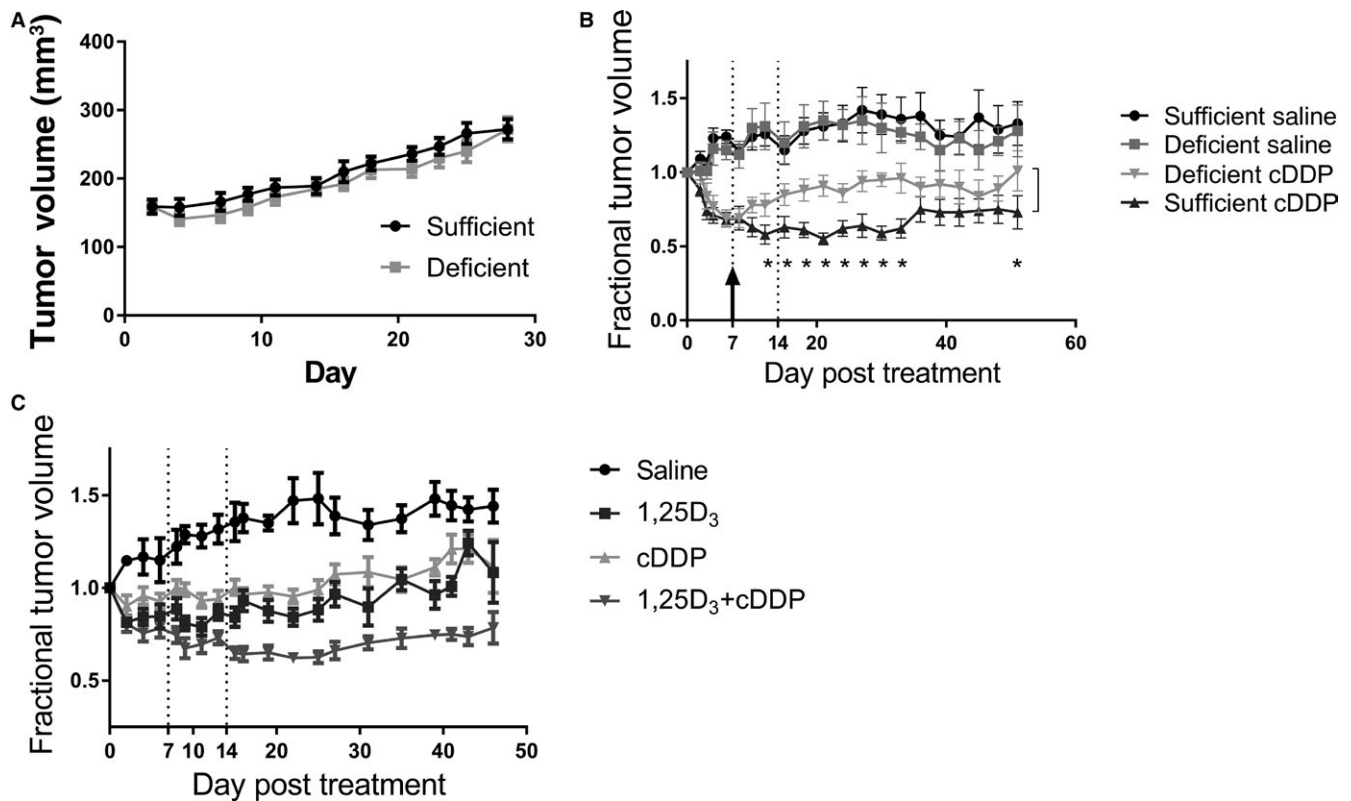 A
Tumor volume (mm³)
400
300
200
100
0
0 10 20 30
Day
Sufficient
Deficient
B
Fractional tumor volume
1.5
1.0
0.5
0.0
0 7 14 20 40 60
Day post treatment
* * * * * * * * *
Sufficient saline
Deficient saline
Deficient cDDP
Sufficient cDDP
C
Fractional tumor volume
1.5
1.0
0.5
0 7 10 14 20 30 40 50
Day post treatment
Saline
1,25D₃
cDDP
1,25D₃+cDDP